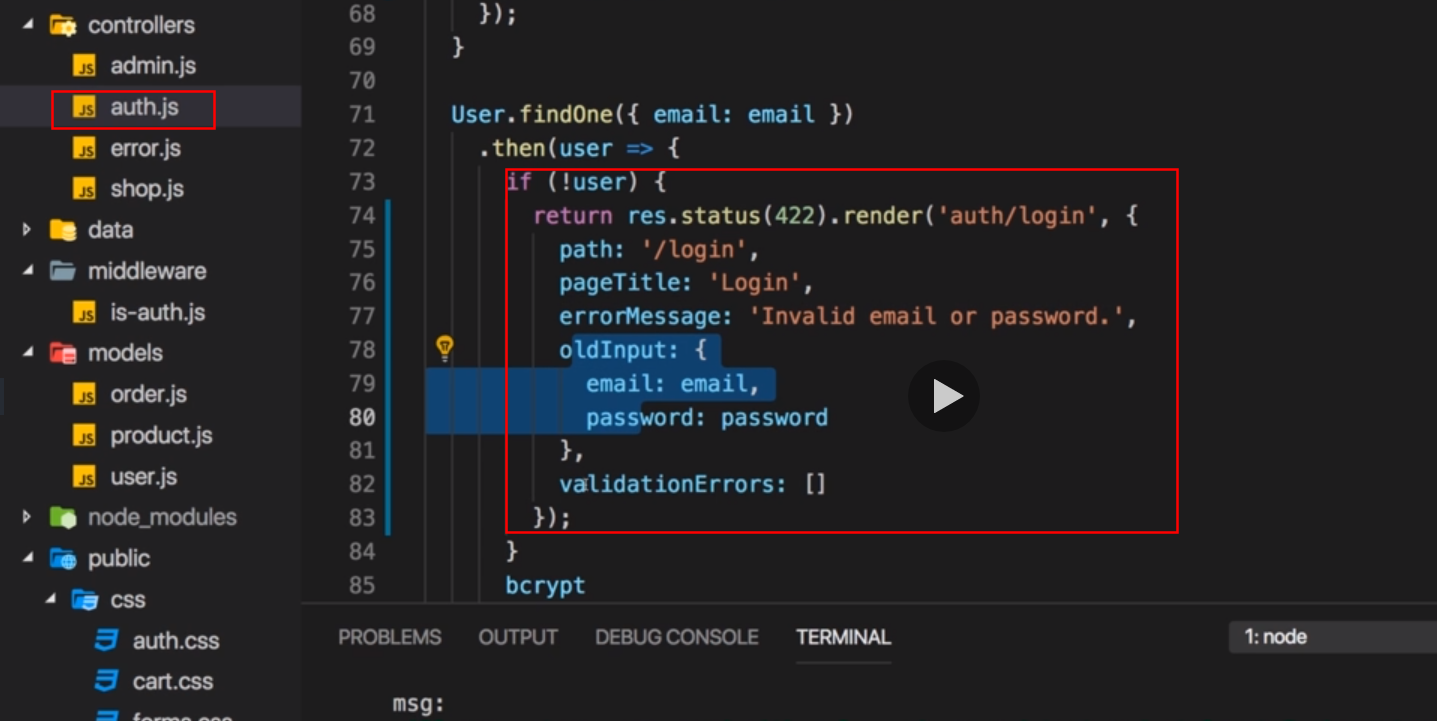 controllers
admin.js
auth.js
error.js
shop.js
data
middleware
is-auth.js
models
order.js
product.js
user.js
node_modules
public
css
auth.css
cart.css
forms.css
68 });
69 }
70
71 User.findOne({ email: email })
72 .then(user => {
73 if (!user) {
74 return res.status(422).render('auth/login', {
75 path: '/login',
76 pageTitle: 'Login',
77 errorMessage: 'Invalid email or password.',
78 oldInput: {
79 email: email,
80 password: password
81 },
82 validationErrors: []
83 });
84 }
85 bcrypt
PROBLEMS OUTPUT DEBUG CONSOLE TERMINAL 1: node
msg: